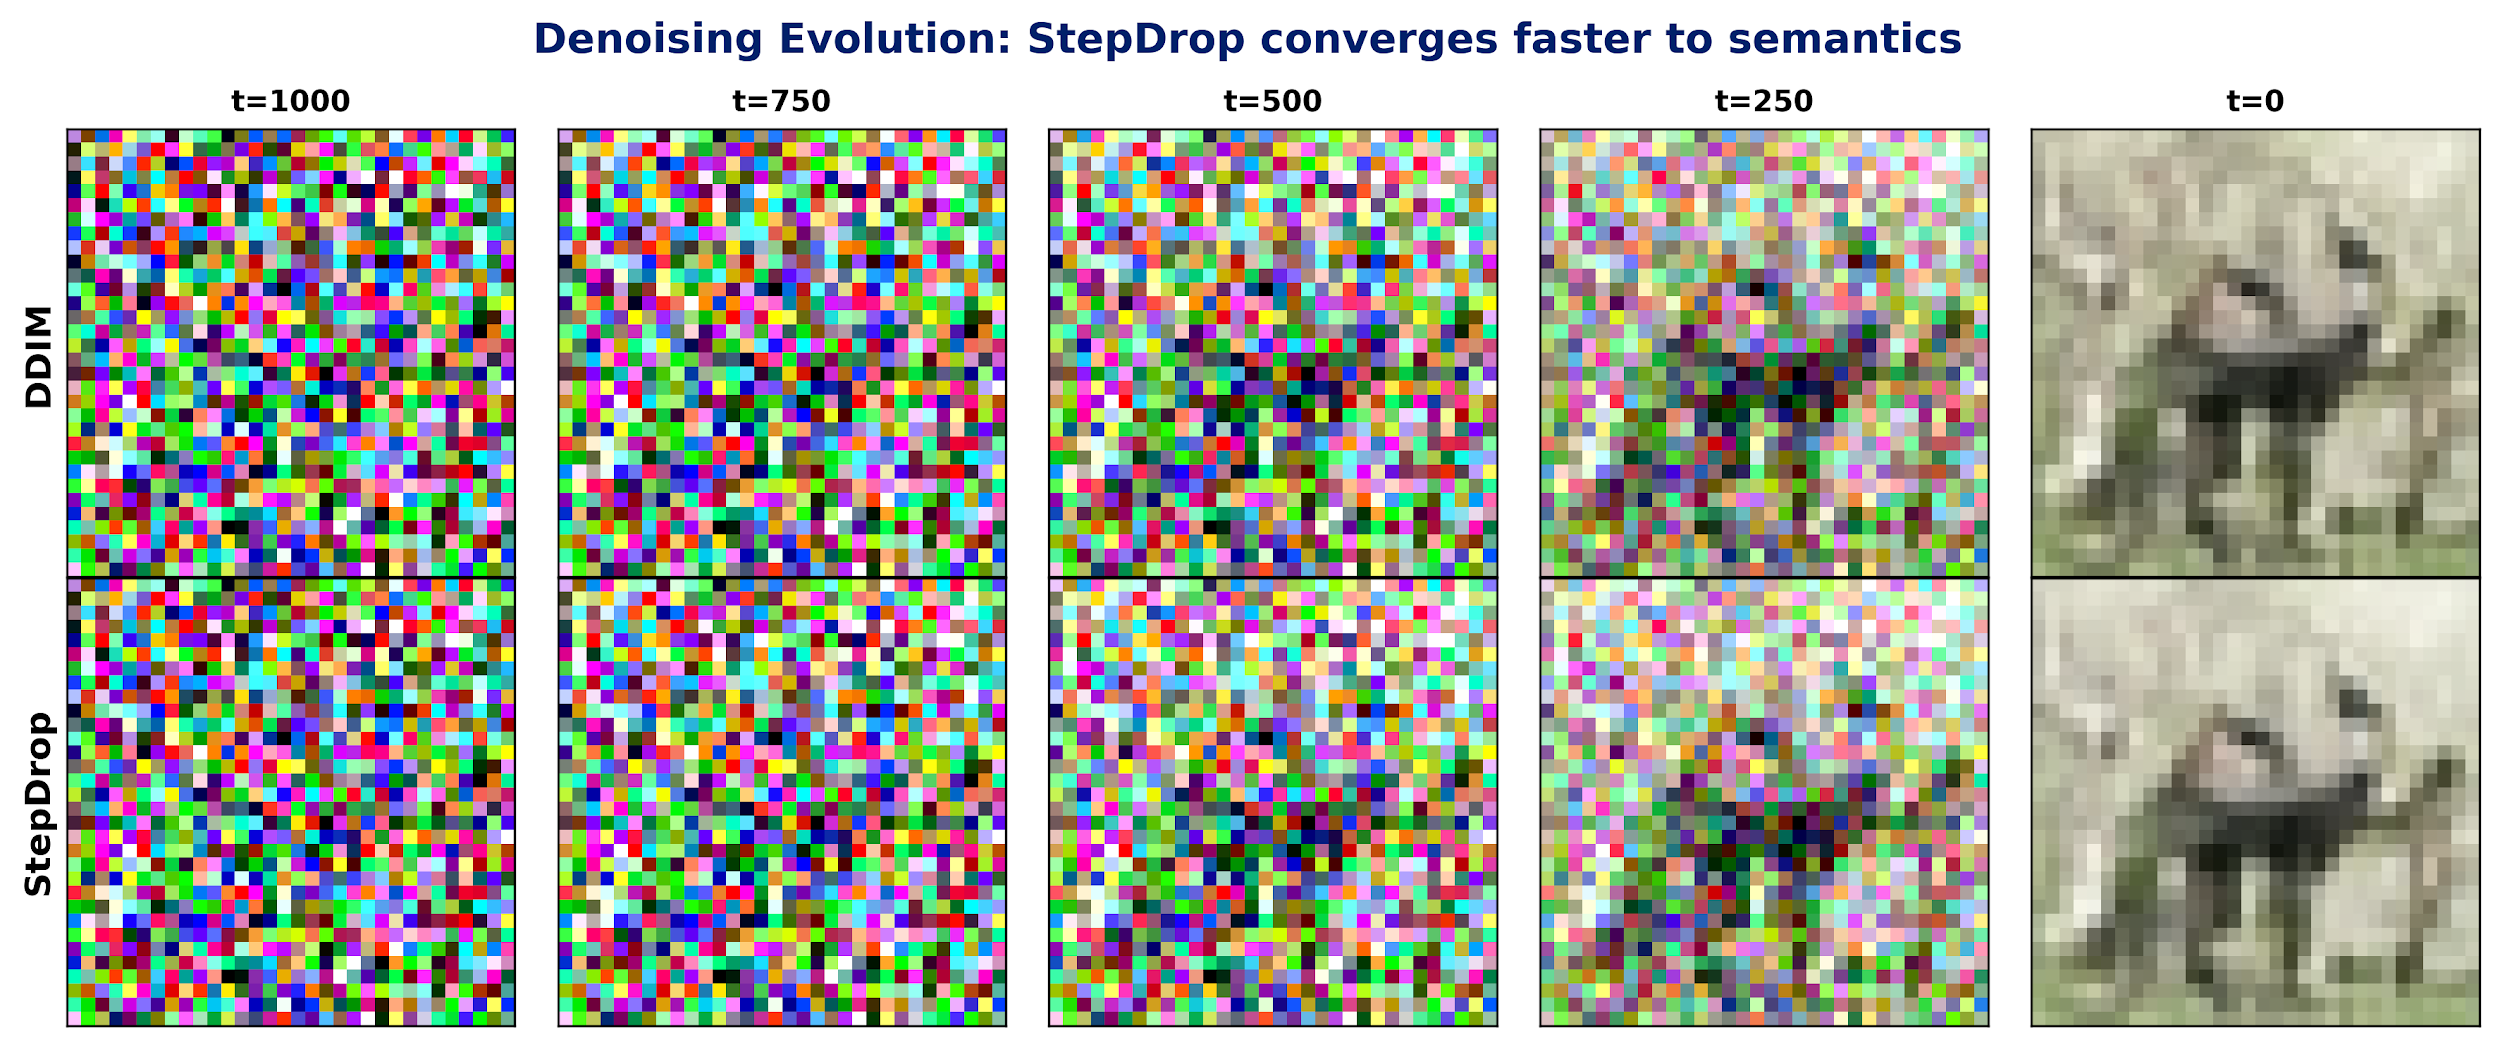 Denoising Evolution: StepDrop converges faster to semantics
t=1000
t=750
t=500
t=250
t=0
DDIM
StepDrop